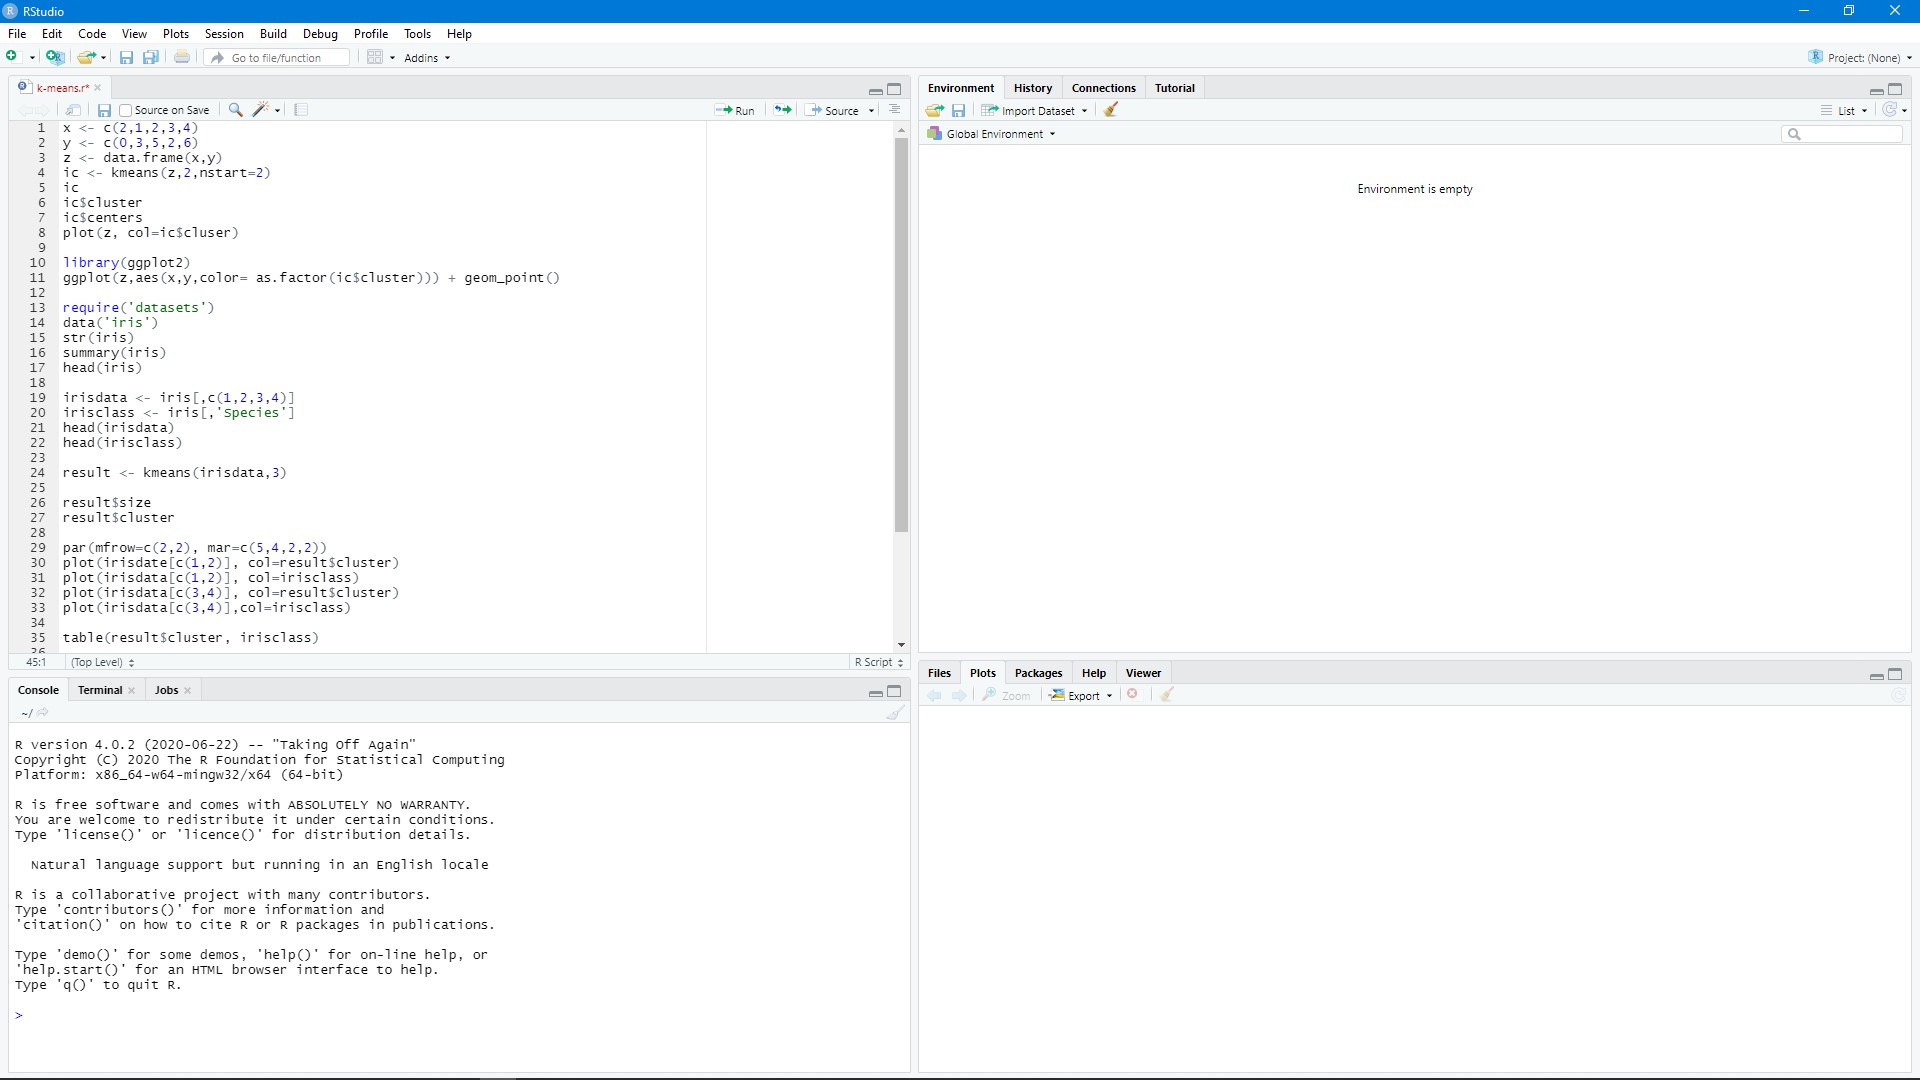 RStudio
File Edit Code View Plots Session Build Debug Profile Tools Help
Go to file/function Addins Project: (None)
k-means.r*
Source on Save Run Source
1 x <- c(2,1,2,3,4)
2 y <- c(0,3,5,2,6)
3 z <- data.frame(x,y)
4 ic <- kmeans(z,2,nstart=2)
5 ic
6 ic$cluster
7 ic$centers
8 plot(z, col=ic$cluser)
9
10 library(ggplot2)
11 ggplot(z,aes(x,y,color= as.factor(ic$cluster))) + geom_point()
12
13 require('datasets')
14 data('iris')
15 str(iris)
16 summary(iris)
17 head(iris)
18
19 irisdata <- iris[,c(1,2,3,4)]
20 irisclass <- iris[,'Species']
21 head(irisdata)
22 head(irisclass)
23
24 result <- kmeans(irisdata,3)
25
26 result$size
27 result$cluster
28
29 par(mfrow=c(2,2), mar=c(5,4,2,2))
30 plot(irisdate[c(1,2)], col=result$cluster)
31 plot(irisdata[c(1,2)], col=irisclass)
32 plot(irisdata[c(3,4)], col=result$cluster)
33 plot(irisdata[c(3,4)],col=irisclass)
34
35 table(result$cluster, irisclass)
36
45:1 (Top Level) R Script
Console Terminal Jobs
~/
R version 4.0.2 (2020-06-22) -- "Taking Off Again"
Copyright (C) 2020 The R Foundation for Statistical Computing
Platform: x86_64-w64-mingw32/x64 (64-bit)
R is free software and comes with ABSOLUTELY NO WARRANTY.
You are welcome to redistribute it under certain conditions.
Type 'license()' or 'licence()' for distribution details.
Natural language support but running in an English locale
R is a collaborative project with many contributors.
Type 'contributors()' for more information and
'citation()' on how to cite R or R packages in publications.
Type 'demo()' for some demos, 'help()' for on-line help, or
'help.start()' for an HTML browser interface to help.
Type 'q()' to quit R.
>
Environment History Connections Tutorial
Import Dataset List
Global Environment
Environment is empty
Files Plots Packages Help Viewer
Zoom Export